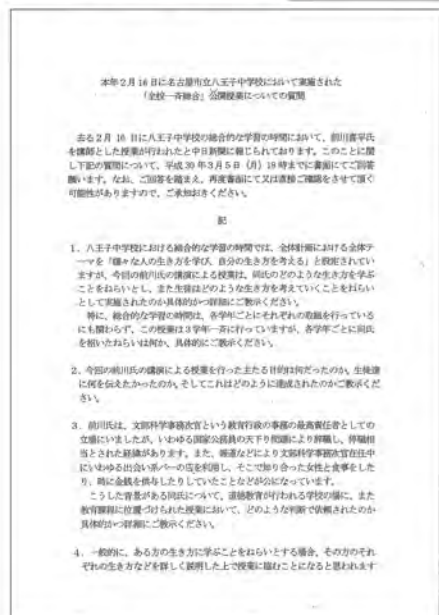 本年2月16日に名古屋市立八王子中学校において実施された
「全校一斉総合」公開授業についての質問
去る2月16日に八王子中学校の総合的な学習の時間において、前川喜平氏
を講師とした授業が行われたと中日新聞に報じられております。このことに関
し下記の質問について、平成30年3月5日（月）18時までに書面にてご回答
願います。なお、ご回答を踏まえ、再度書面にて又は直接ご確認をさせて頂く
可能性がありますので、ご承知おきください。
記
1．八王子中学校における総合的な学習の時間では、全体計画における全体テ
ーマを「様々な人の生き方を学び、自分の生き方を考える」と設定されてい
ますが、今回の前川氏の講演による授業は、同氏のどのような生き方を学ぶ
ことをねらいとし、また生徒はどのような生き方を考えていくことをねらい
として実施されたのか具体的かつ詳細にご教示ください。
特に、総合的な学習の時間は、各学年ごとにそれぞれの取組を行っている
にも関わらず、この授業は3学年一斉に行っていますが、各学年ごとに同氏
を招いたねらいは何か、具体的にご教示ください。
2．今回の前川氏の講演による授業を行った主たる目的は何だったのか。生徒達
に何を伝えたかったのか。そしてこれはどのように達成されたのかご教示くだ
さい。
3．前川氏は、文部科学事務次官という教育行政の事務の最高責任者としての
立場にいましたが、いわゆる国家公務員の天下り問題により辞職し、停職相
当とされた経緯があります。また、報道などにより文部科学事務次官在任中
にいわゆる出会い系バーの店を利用し、そこで知り合った女性と食事をした
り、時に金銭を供与したりしていたことなどが公になっています。
こうした背景がある同氏について、道徳教育が行われる学校の場に、また
教育課程に位置づけられた授業において、どのような判断で依頼されたのか
具体的かつ詳細にご教示ください。
4．一般的に、ある方の生き方に学ぶことをねらいとする場合、その方のそれ
ぞれの生き方などを詳しく説明した上で授業に臨むことになると思われます